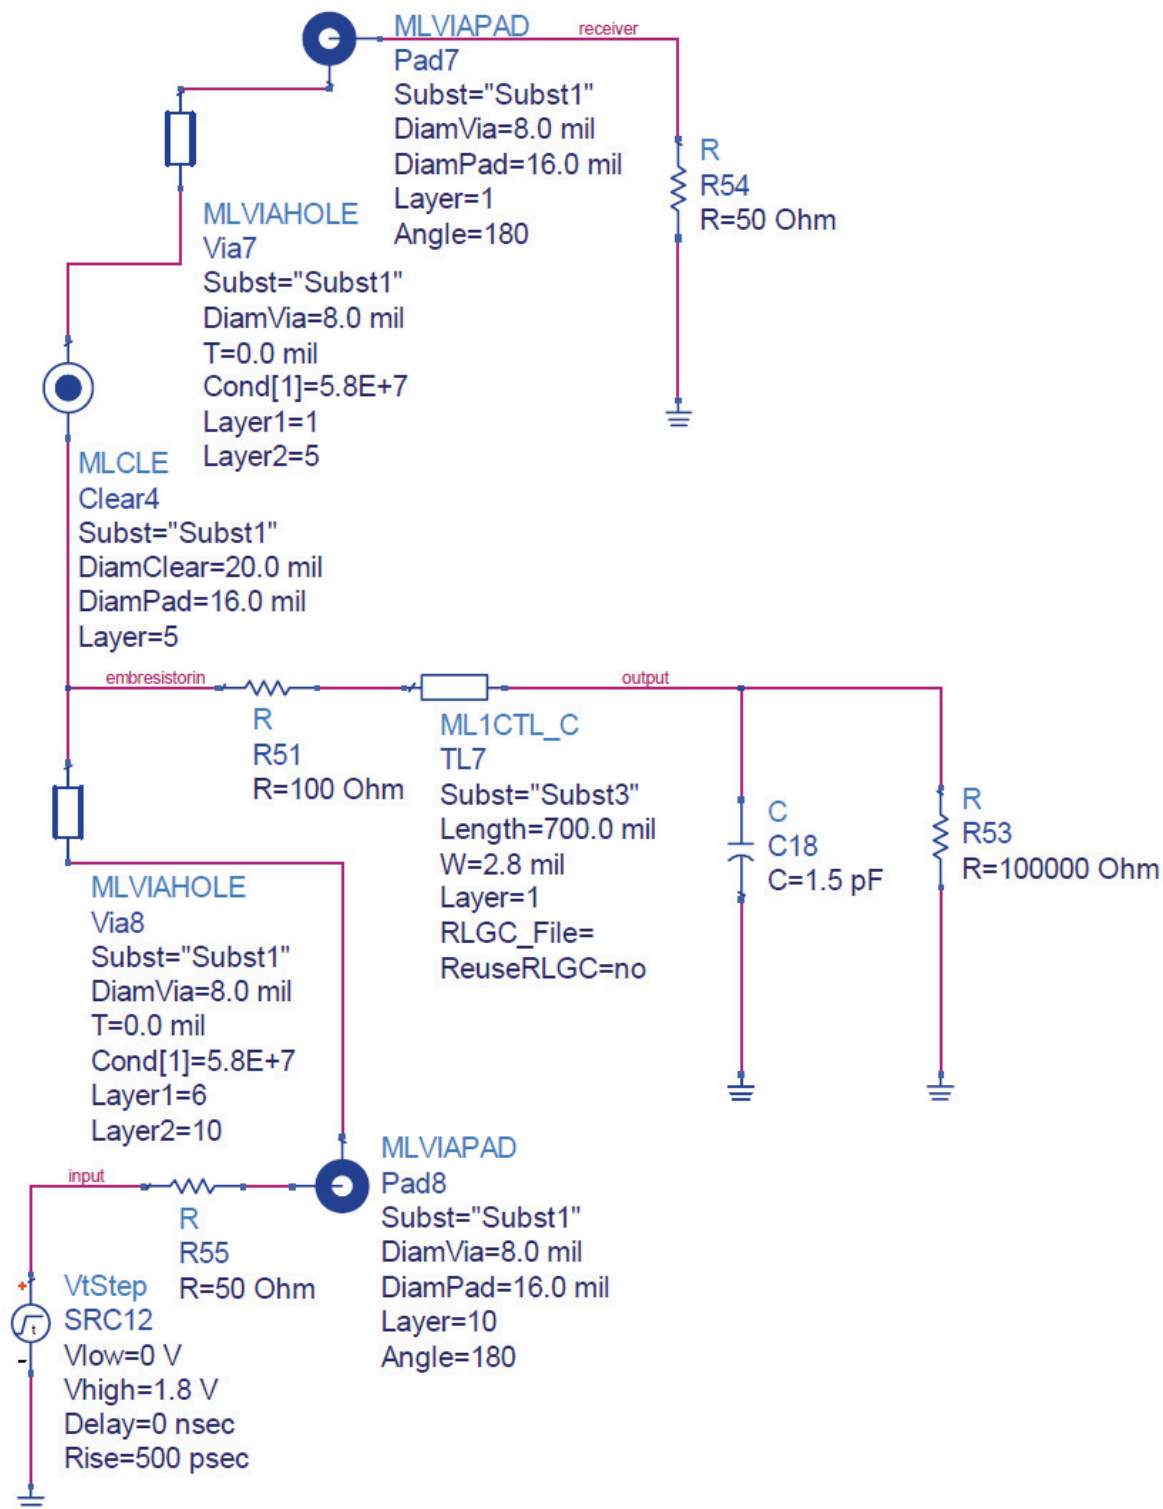 MLVIAPAD
Pad7
Subst="Subst1"
DiamVia=8.0 mil
DiamPad=16.0 mil
Layer=1
Angle=180
receiver
R
R54
R=50 Ohm
MLVIAHOLE
Via7
Subst="Subst1"
DiamVia=8.0 mil
T=0.0 mil
Cond[1]=5.8E+7
Layer1=1
Layer2=5
MLCLE
Clear4
Subst="Subst1"
DiamClear=20.0 mil
DiamPad=16.0 mil
Layer=5
embresistorin
R
R51
R=100 Ohm
ML1CTL_C
TL7
Subst="Subst3"
Length=700.0 mil
W=2.8 mil
Layer=1
RLGC_File=
ReuseRLGC=no
output
C
C18
C=1.5 pF
R
R53
R=100000 Ohm
MLVIAHOLE
Via8
Subst="Subst1"
DiamVia=8.0 mil
T=0.0 mil
Cond[1]=5.8E+7
Layer1=6
Layer2=10
MLVIAPAD
Pad8
Subst="Subst1"
DiamVia=8.0 mil
DiamPad=16.0 mil
Layer=10
Angle=180
input
R
R55
R=50 Ohm
+
t
-
VtStep
SRC12
Vlow=0 V
Vhigh=1.8 V
Delay=0 nsec
Rise=500 psec